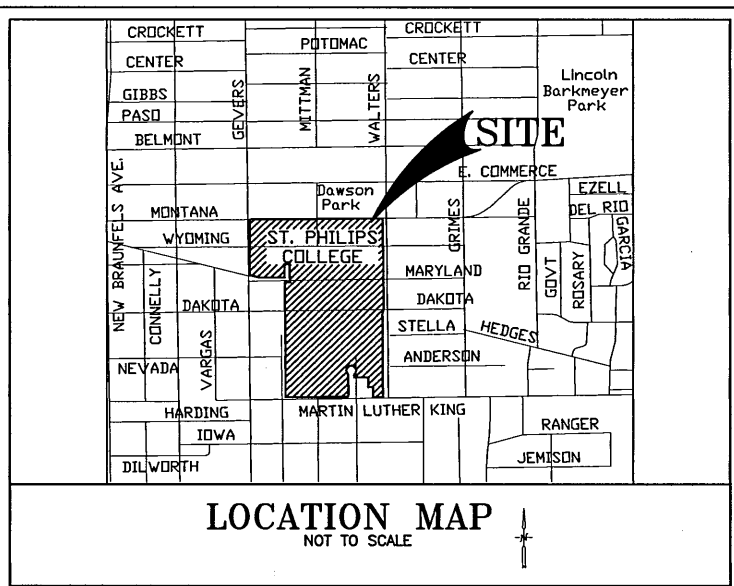 CROCKETT
CROCKETT
POTOMAC
CENTER
CENTER
Lincoln
Barkmeyer
Park
GIBBS
PASO
BELMONT
GEVERS
MITTMAN
WALTERS
SITE
E. COMMERCE
NEW BRAUNFELS AVE.
Dawson
Park
EZELL
DEL RIO
GARCIA
MONTANA
WYOMING
ST. PHILIPS
COLLEGE
GRIMES
RIO GRANDE
GOVT
ROSARY
MARYLAND
CONNELLY
DAKOTA
DAKOTA
VARGAS
STELLA
HEDGES
ANDERSON
NEVADA
HARDING
MARTIN LUTHER KING
IOWA
RANGER
DILWORTH
JEMISON
LOCATION MAP
NOT TO SCALE
N